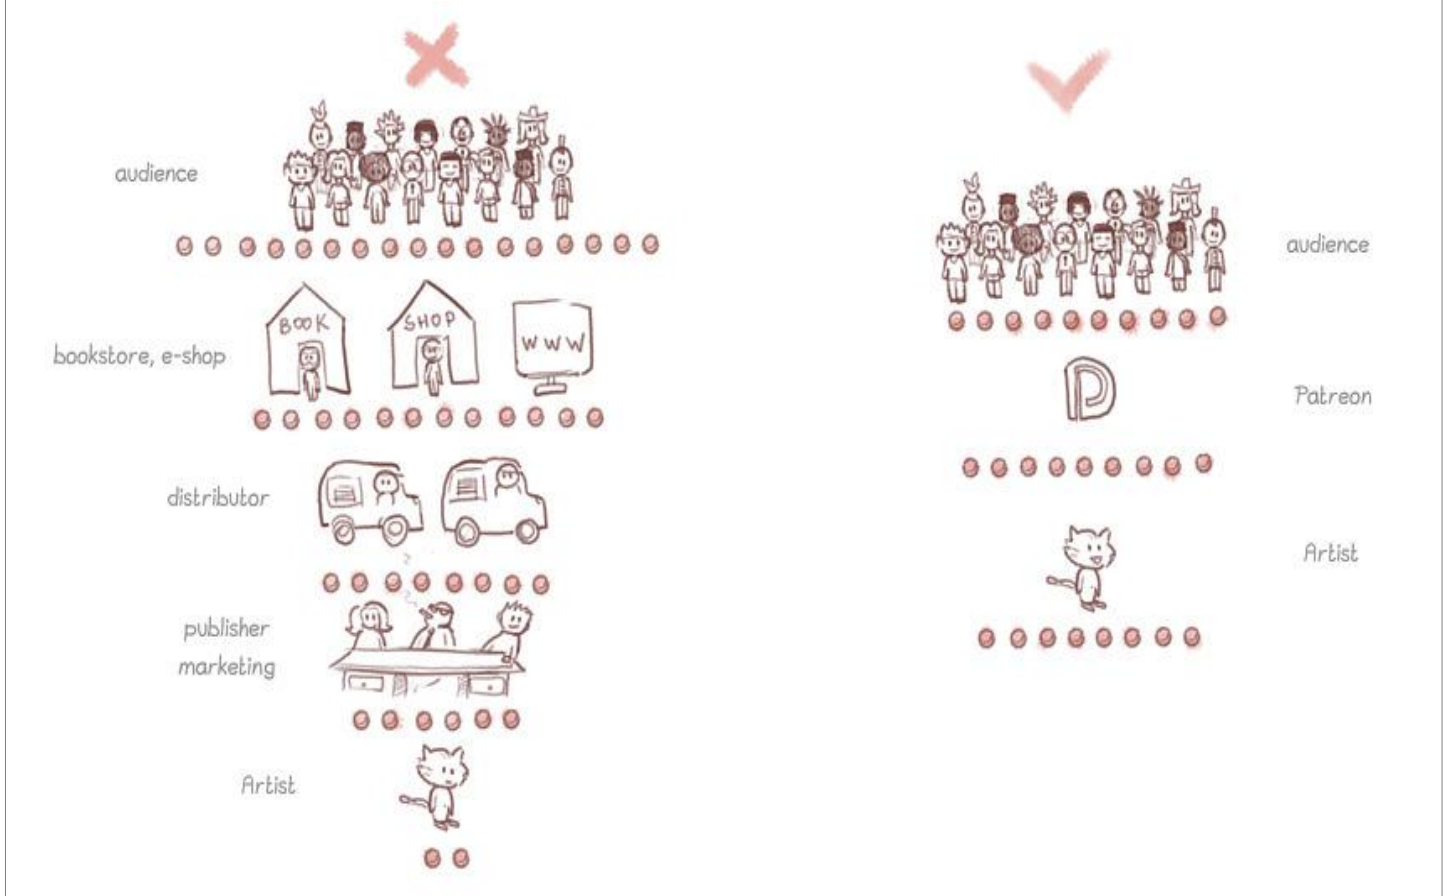 audience
bookstore, e-shop
BOOK
SHOP
WWW
distributor
publisher
marketing
Artist
audience
Patreon
Artist